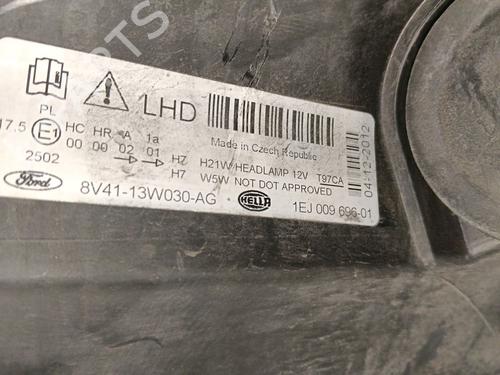 PARTS
LHD
Made in Czech Republic
PL
17.5 E1 HC HR A 1a
00 00 02 01
2502
H7 H21W HEADLAMP 12V T97CA
H7 W5W NOT DOT APPROVED
04-12-2012
Ford 8V41-13W030-AG HELLA 1EJ 009 696-01